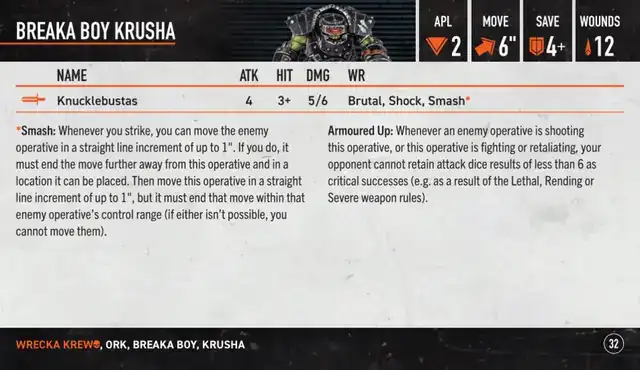 BREAKA BOY KRUSHA
APL
2
MOVE
6"
SAVE
4+
WOUNDS
12
NAME ATK HIT DMG WR
Knucklebustas 4 3+ 5/6 Brutal, Shock, Smash*
*Smash: Whenever you strike, you can move the enemy
operative in a straight line increment of up to 1". If you do, it
must end the move further away from this operative and in a
location it can be placed. Then move this operative in a straight
line increment of up to 1", but it must end that move within that
enemy operative's control range (if either isn't possible, you
cannot move them).
Armoured Up: Whenever an enemy operative is shooting
this operative, or this operative is fighting or retaliating, your
opponent cannot retain attack dice results of less than 6 as
critical successes (e.g. as a result of the Lethal, Rending or
Severe weapon rules).
WRECKA KREW, ORK, BREAKA BOY, KRUSHA
32